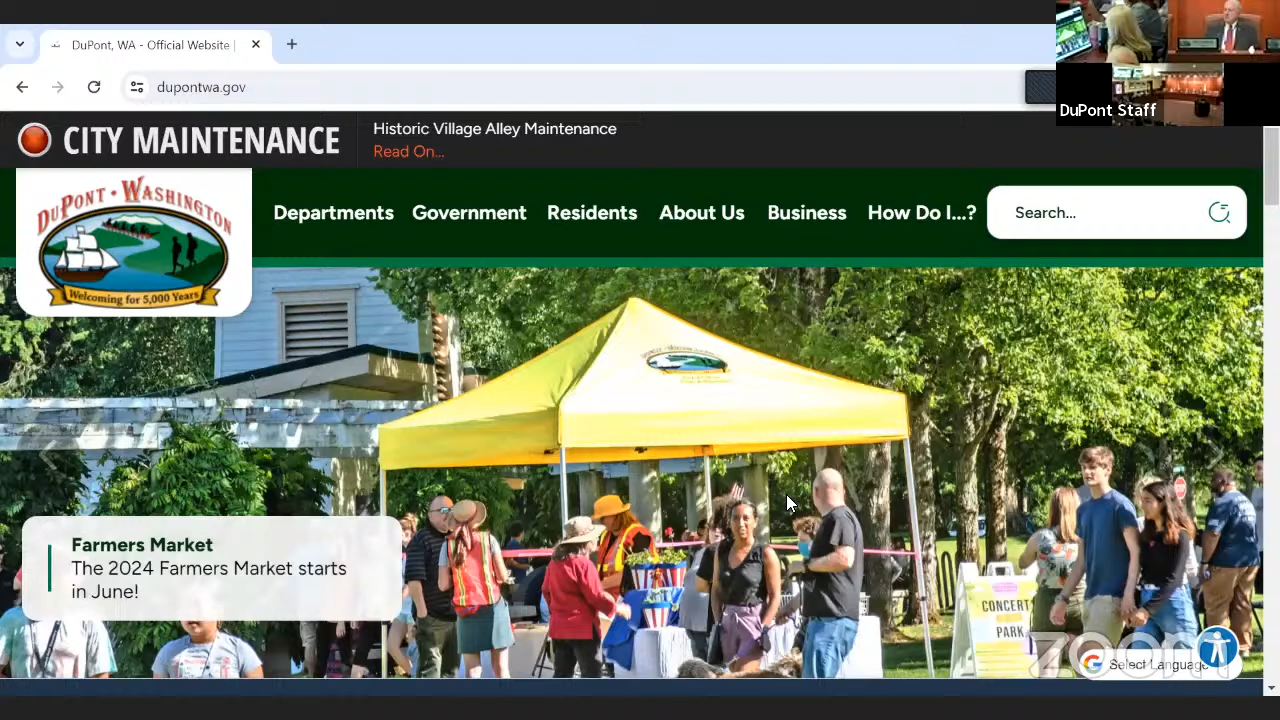 DuPont, WA - Official Website |
dupontwa.gov
DuPont Staff
CITY MAINTENANCE
Historic Village Alley Maintenance
Read On...
DuPont · Washington
Welcoming for 5,000 Years
Departments
Government
Residents
About Us
Business
How Do I...?
Search...
Farmers Market
The 2024 Farmers Market starts
in June!
CONCERT
PARK
zoom
Select Language